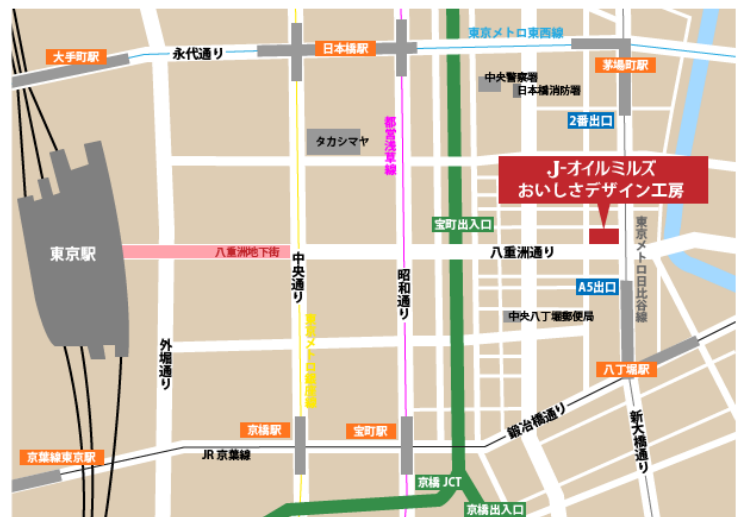 東京メトロ東西線
永代通り
日本橋駅
大手町駅
茅場町駅
中央警察署
日本橋消防署
2番出口
タカシマヤ
都営浅草線
J-オイルミルズ
おいしさデザイン工房
宝町出入口
東京メトロ日比谷線
東京駅
八重洲地下街
八重洲通り
中央通り
昭和通り
A5出口
東京メトロ銀座線
中央八丁堀郵便局
外堀通り
八丁堀駅
鍛冶橋通り
新大橋通り
京橋駅
宝町駅
京葉線東京駅
JR 京葉線
京橋 JCT
京橋出入口